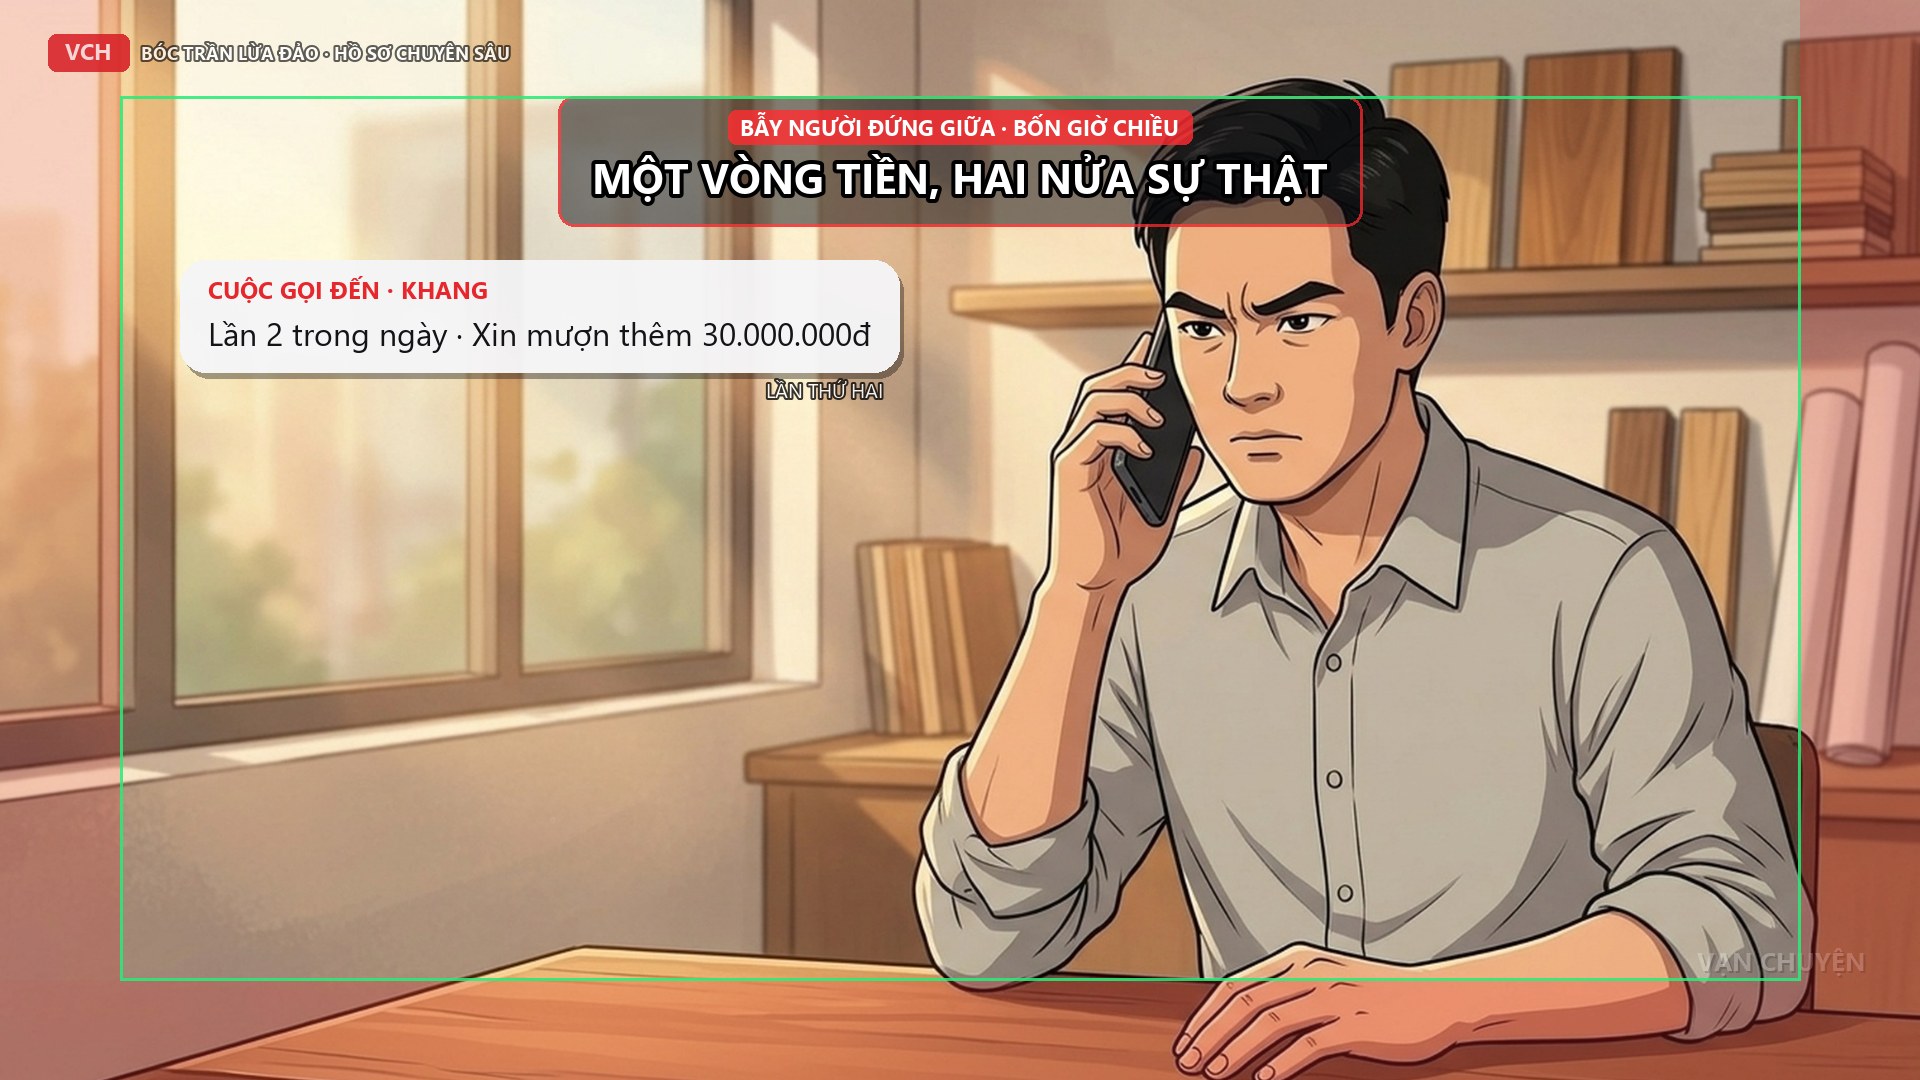 VCH BÓC TRẦN LỪA ĐẢO · HỒ SƠ CHUYÊN SÂU
BẪY NGƯỜI ĐỨNG GIỮA · BỐN GIỜ CHIỀU
MỘT VÒNG TIỀN, HAI NỬA SỰ THẬT
CUỘC GỌI ĐẾN · KHANG
Lần 2 trong ngày · Xin mượn thêm 30.000.000đ
LẦN THỨ HAI
VẠN CHUYỆN